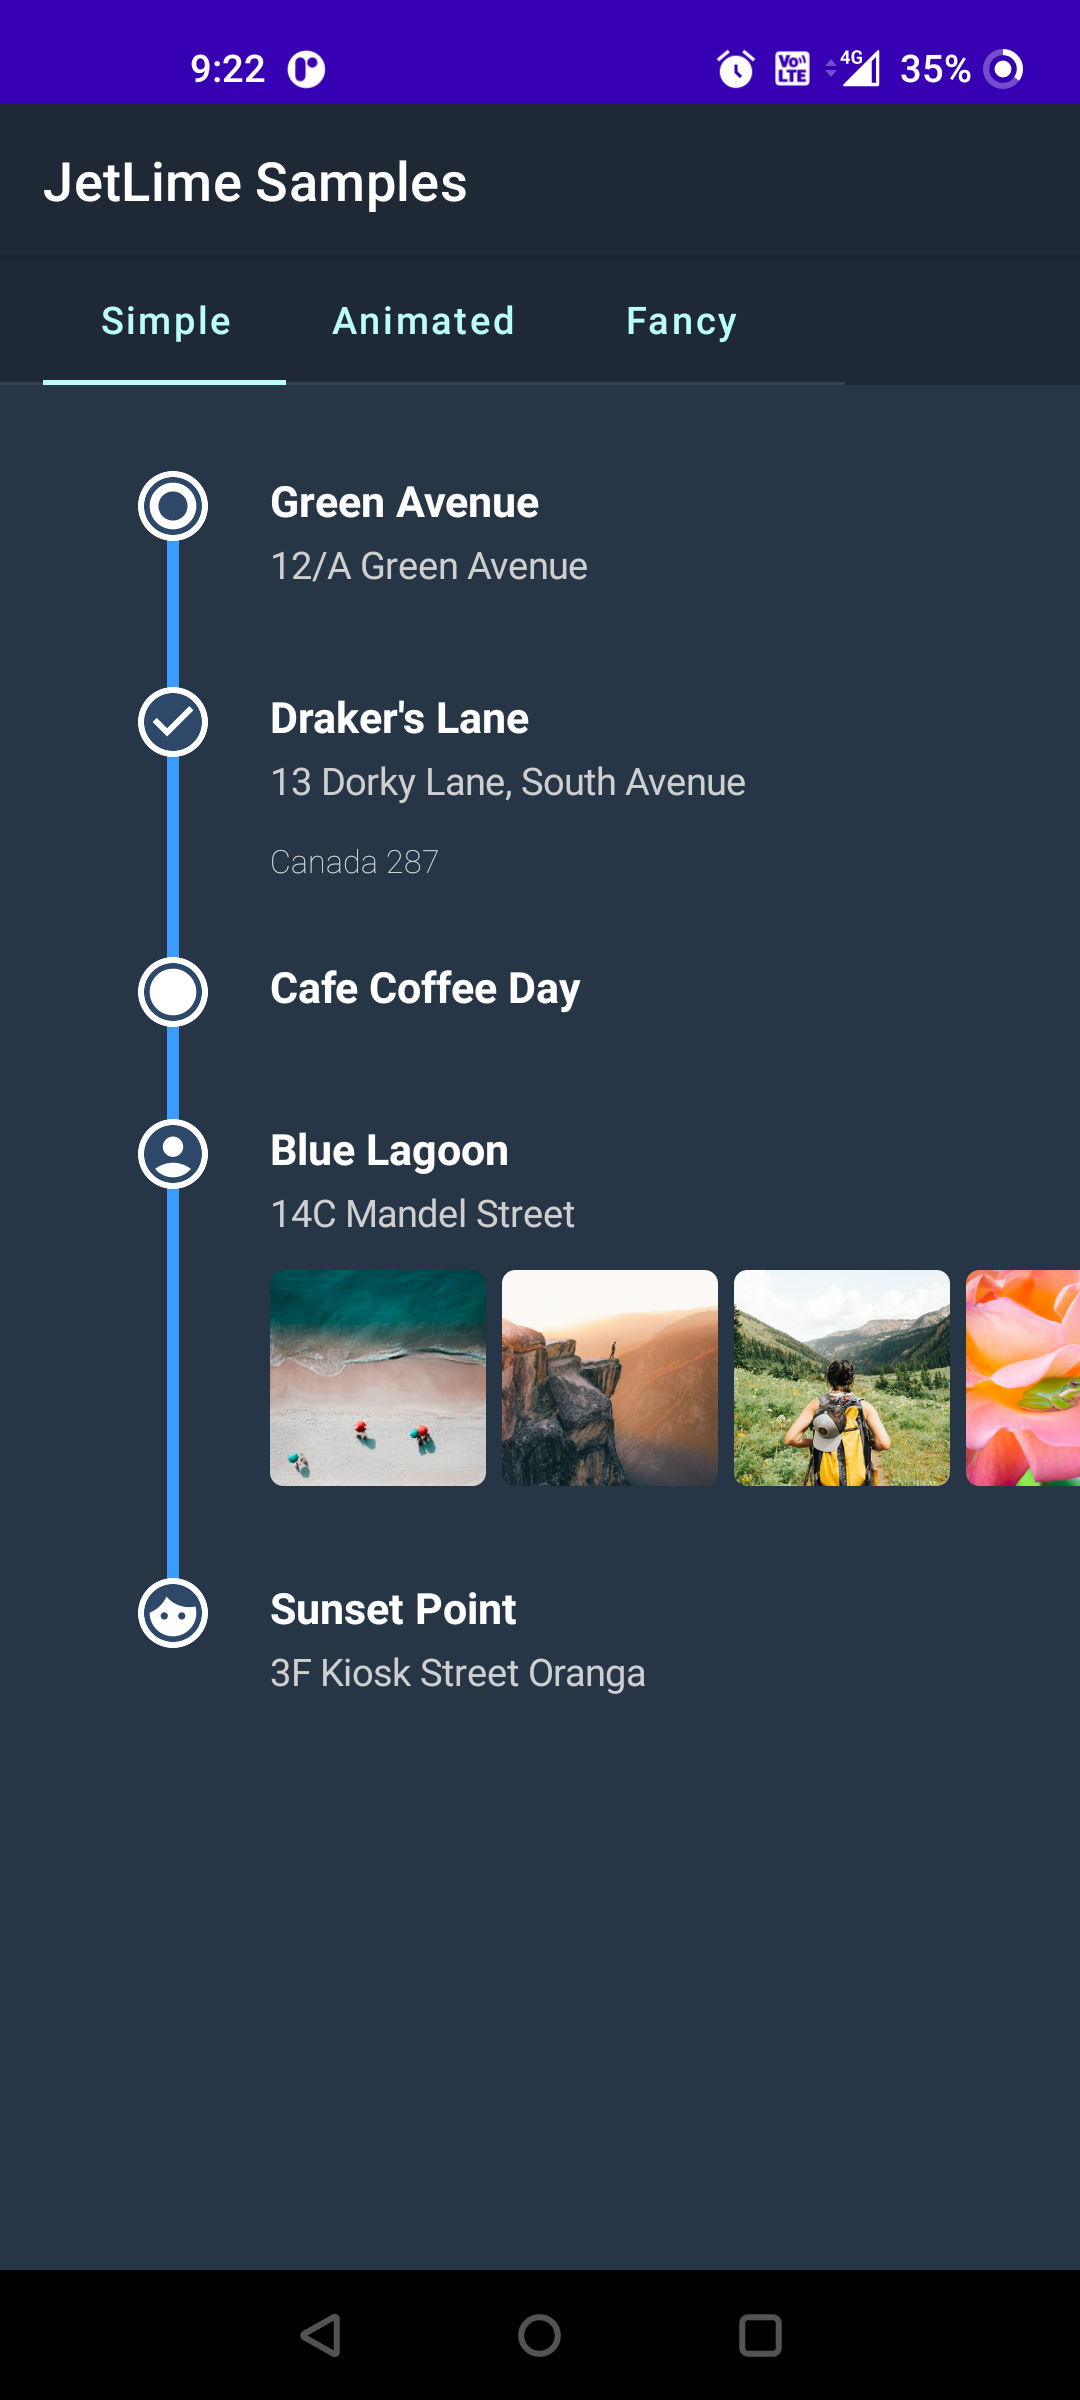 9:22
Vo)) LTE
4G
35%
JetLime Samples
Simple
Animated
Fancy
Green Avenue
12/A Green Avenue
Draker's Lane
13 Dorky Lane, South Avenue
Canada 287
Cafe Coffee Day
Blue Lagoon
14C Mandel Street
Sunset Point
3F Kiosk Street Oranga